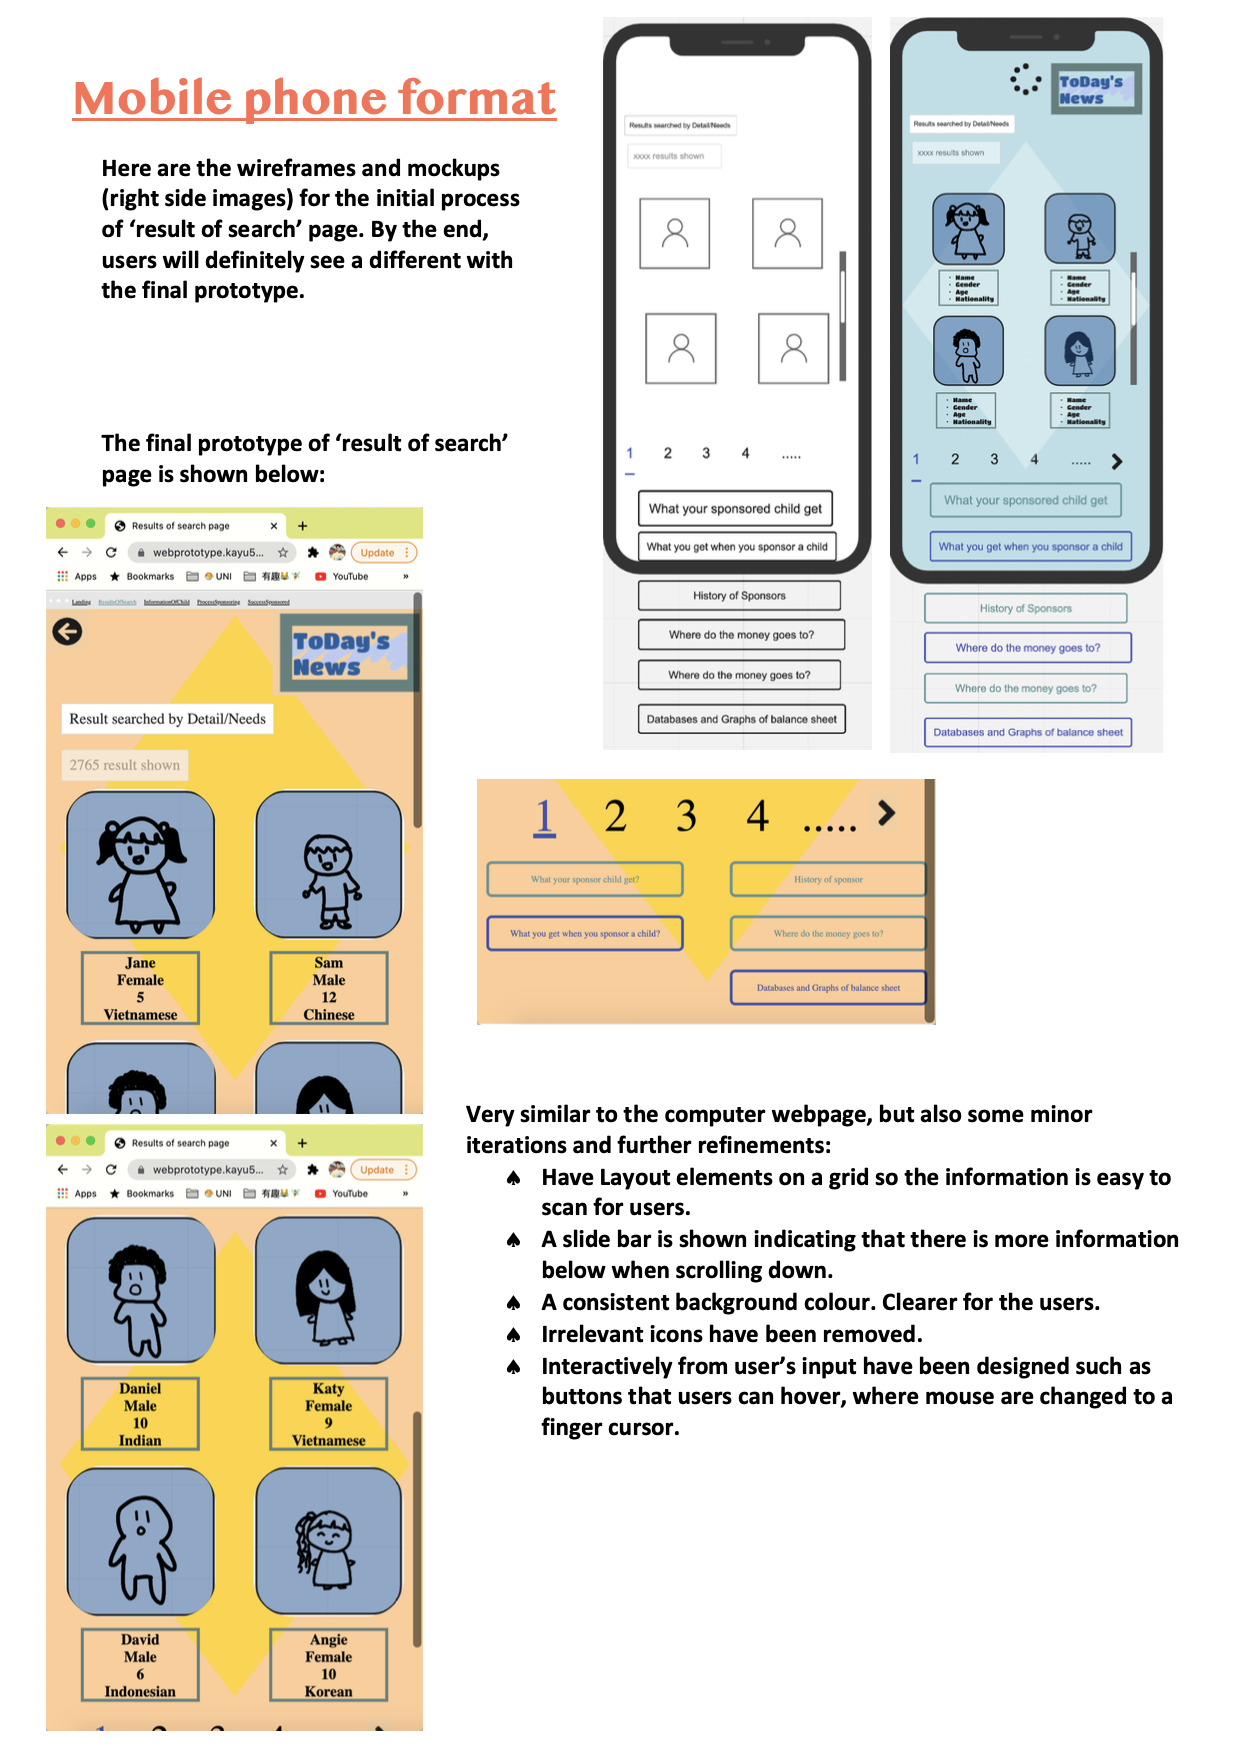 Mobile phone format
Here are the wireframes and mockups
(right side images) for the initial process
of ‘result of search’ page. By the end,
users will definitely see a different with
the final prototype.
The final prototype of ‘result of search’
page is shown below:
Results searched by Detail/Needs
xxxx results shown
1 2 3 4 .....
What your sponsored child get
What you get when you sponsor a child
History of Sponsors
Where do the money goes to?
Where do the money goes to?
Databases and Graphs of balance sheet
ToDay's
News
Results searched by Detail/Needs
xxxx results shown
· Name
· Gender
· Age
· Nationality
· Name
· Gender
· Age
· Nationality
· Name
· Gender
· Age
· Nationality
· Name
· Gender
· Age
· Nationality
1 2 3 4 .....
What your sponsored child get
What you get when you sponsor a child
History of Sponsors
Where do the money goes to?
Where do the money goes to?
Databases and Graphs of balance sheet
Results of search page
webprototype.kayu5...
Update
Apps Bookmarks UNI 有趣 YouTube »
Landing ResultsOfSearch InformationOfChild ProcessSponsoring SuccessSponsored
ToDay's
News
Result searched by Detail/Needs
2765 result shown
Jane
Female
5
Vietnamese
Sam
Male
12
Chinese
1 2 3 4 .....
What your sponsor child get?
History of sponsor
What you get when you sponsor a child?
Where do the money goes to?
Databases and Graphs of balance sheet
Results of search page
webprototype.kayu5...
Update
Apps Bookmarks UNI 有趣 YouTube »
Daniel
Male
10
Indian
Katy
Female
9
Vietnamese
David
Male
6
Indonesian
Angie
Female
10
Korean
Very similar to the computer webpage, but also some minor
iterations and further refinements:
♠ Have Layout elements on a grid so the information is easy to
scan for users.
♠ A slide bar is shown indicating that there is more information
below when scrolling down.
♠ A consistent background colour. Clearer for the users.
♠ Irrelevant icons have been removed.
♠ Interactively from user’s input have been designed such as
buttons that users can hover, where mouse are changed to a
finger cursor.